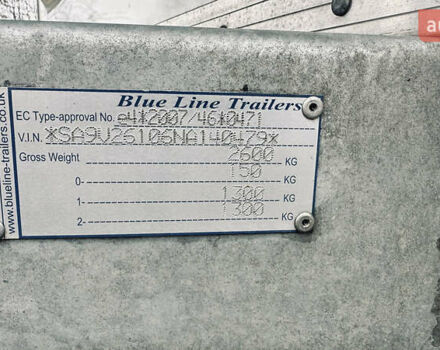 Blue Line Trailers
EC Type-approval No. e4*2007/46*0471
V.I.N. *SA9V26106NA140479*
Gross Weight 2600 KG
0- 150 KG
1- 1300 KG
2- 1300 KG
www.blueline-trailers.co.uk